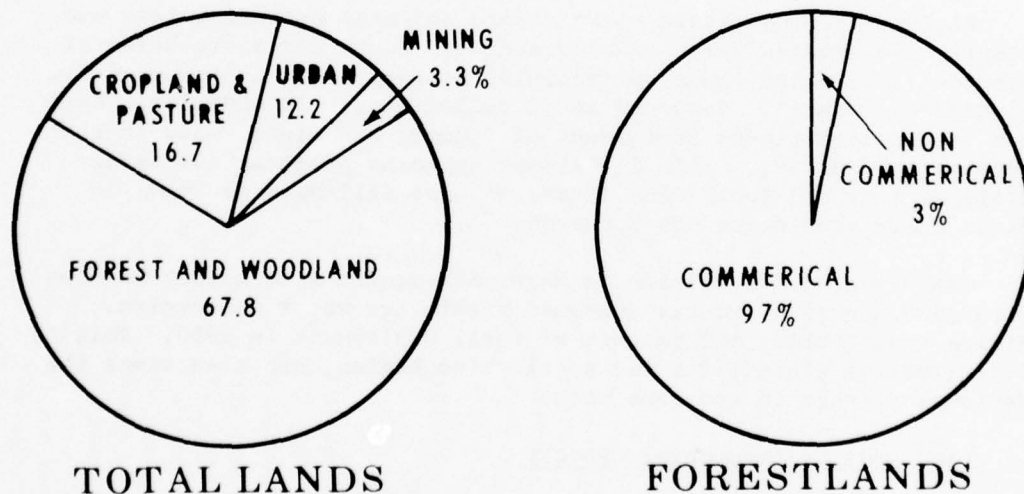 MINING
3.3%
URBAN
12.2
CROPLAND &
PASTURE
16.7
FOREST AND WOODLAND
67.8
TOTAL LANDS
NON
COMMERICAL
3%
COMMERICAL
97%
FORESTLANDS